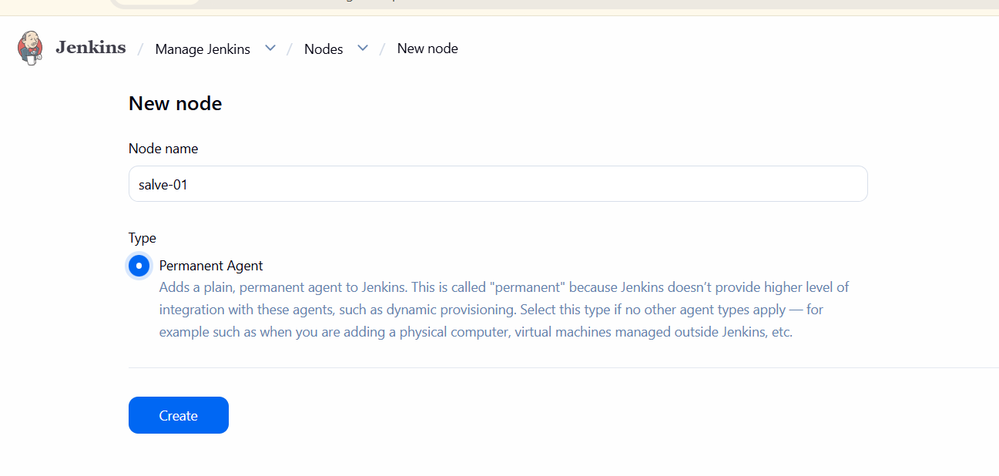 Jenkins / Manage Jenkins / Nodes / New node
New node
Node name
salve-01
Type
Permanent Agent
Adds a plain, permanent agent to Jenkins. This is called "permanent" because Jenkins doesn’t provide higher level of
integration with these agents, such as dynamic provisioning. Select this type if no other agent types apply — for
example such as when you are adding a physical computer, virtual machines managed outside Jenkins, etc.
Create